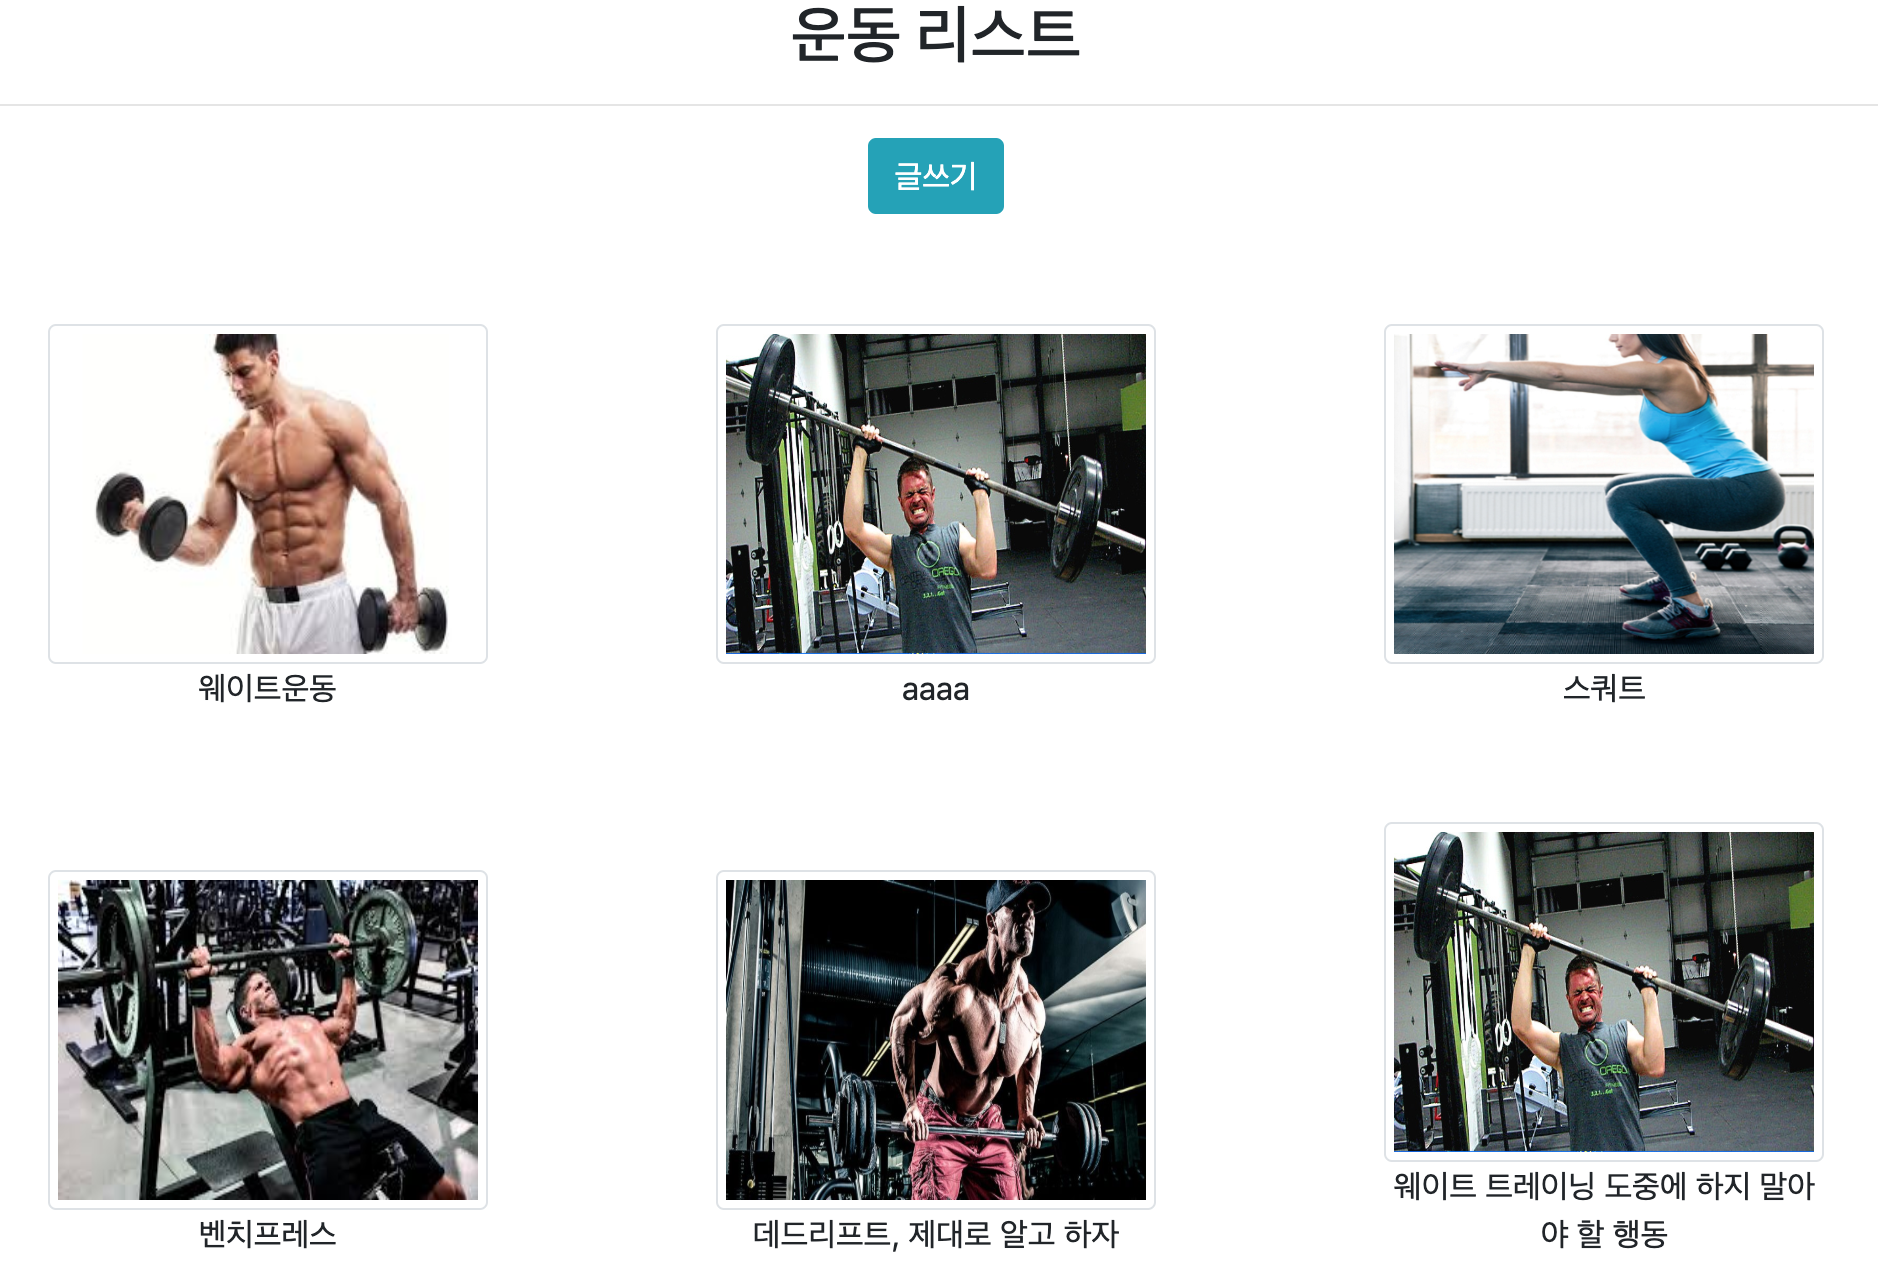 운동 리스트
글쓰기
웨이트운동
aaaa
스쿼트
벤치프레스
데드리프트, 제대로 알고 하자
웨이트 트레이닝 도중에 하지 말아
야 할 행동